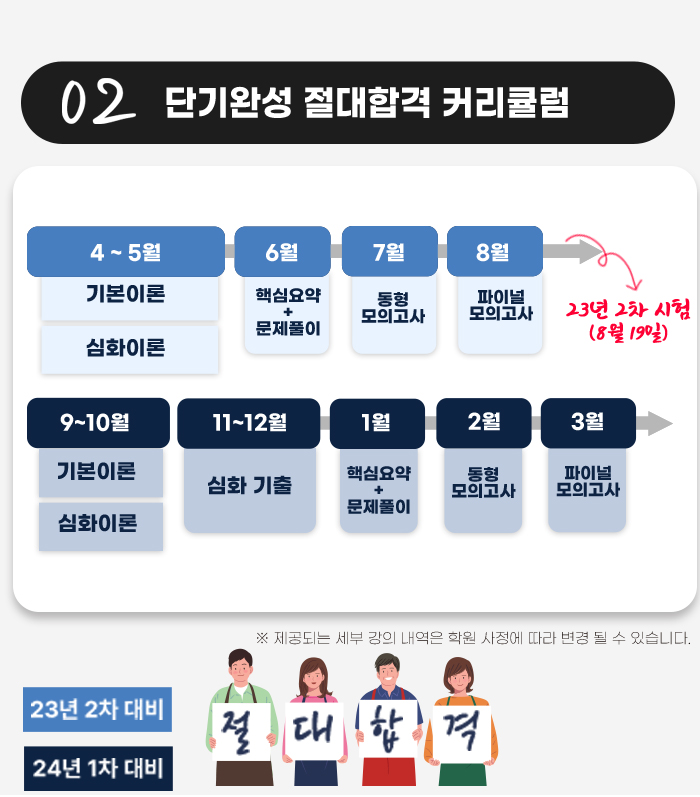 02 단기완성 절대합격 커리큘럼
4 ~ 5월
기본이론
심화이론
6월
핵심요약
+
문제풀이
7월
동형
모의고사
8월
파이널
모의고사
23년 2차 시험
(8월 19일)
9~10월
기본이론
심화이론
11~12월
심화 기출
1월
핵심요약
+
문제풀이
2월
동형
모의고사
3월
파이널
모의고사
※ 제공되는 세부 강의 내역은 학원 사정에 따라 변경 될 수 있습니다.
23년 2차 대비
24년 1차 대비
절대합격